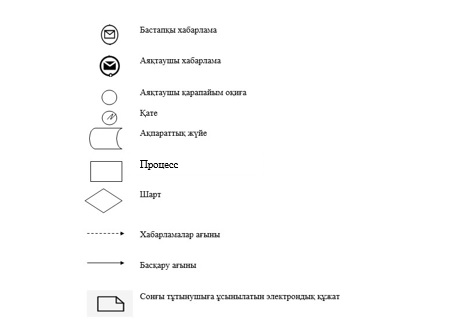 Бастапқы хабарлама
Аяқтаушы хабарлама
Аяқтаушы қарапайым оқиға
Қате
Ақпараттық жүйе
Процесс
Шарт
Хабарламалар ағыны
Басқару ағыны
Соңғы тұтынушыға ұсынылатын электрондық құжат